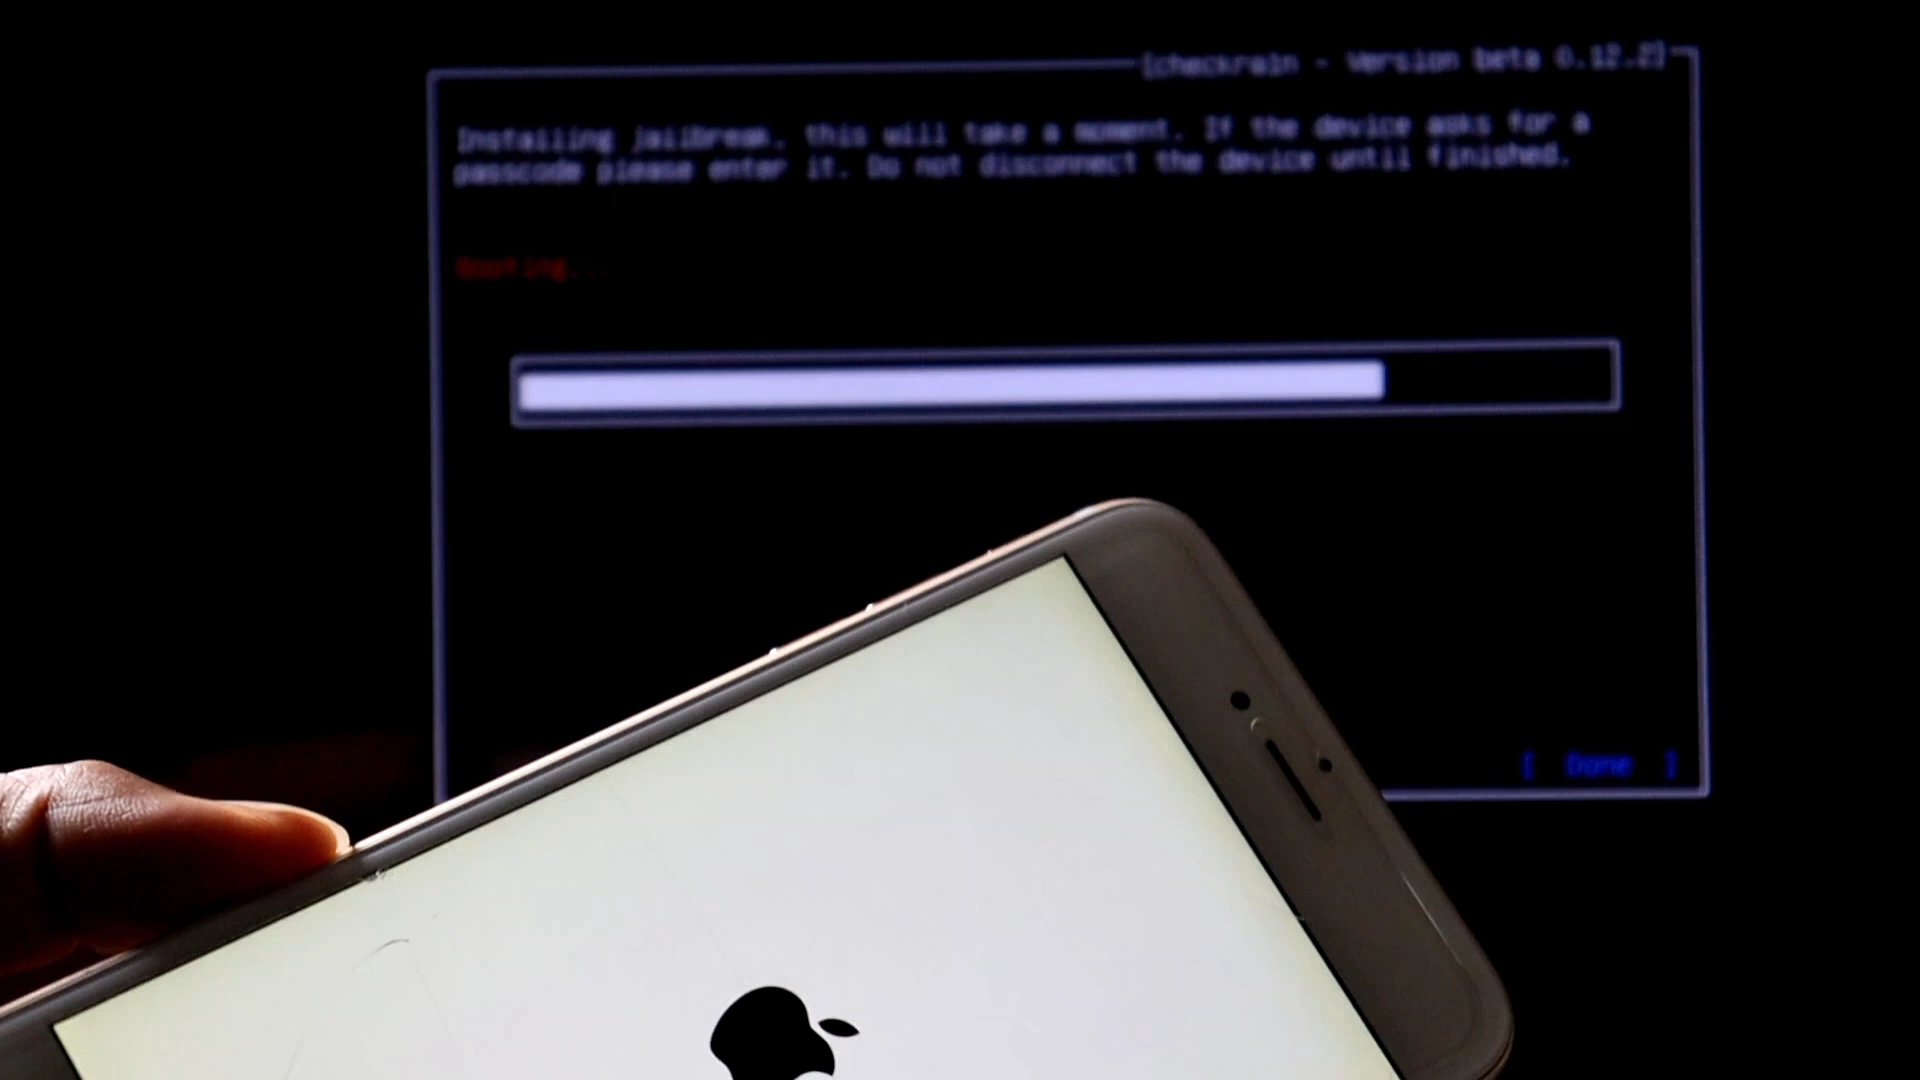 [checkra1n - Version beta 0.12.2]
Installing jailbreak, this will take a moment. If the device asks for a
passcode please enter it. Do not disconnect the device until finished.
Booting...
[ Done ]